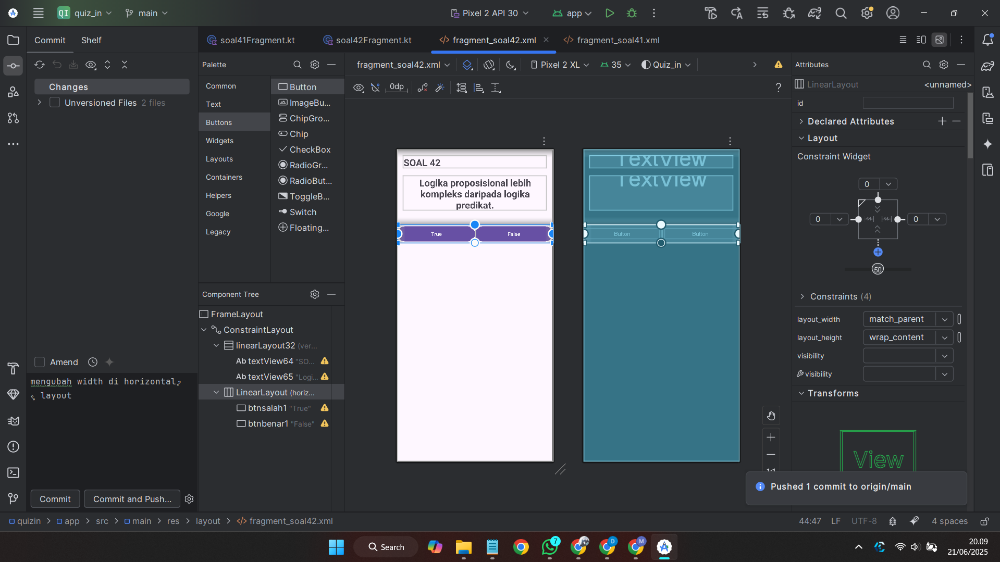 QI quiz_in main Pixel 2 API 30 app
Commit Shelf soal41Fragment.kt soal42Fragment.kt fragment_soal42.xml fragment_soal41.xml
Palette fragment_soal42.xml Pixel 2 XL 35 Quiz_in Attributes
Changes
Unversioned Files 2 files
Common
Text
Buttons
Widgets
Layouts
Containers
Helpers
Google
Legacy
Button
ImageBu...
ChipGro...
Chip
CheckBox
RadioGr...
RadioBut...
ToggleB...
Switch
Floating...
0dp
?
SOAL 42
Logika proposisional lebih
kompleks daripada logika
predikat.
True False
TextView
TextView
Button Button
LinearLayout <unnamed>
id
Declared Attributes
Layout
Constraint Widget
0
0 0
50
Constraints (4)
layout_width match_parent
layout_height wrap_content
visibility
visibility
Transforms
View
Component Tree
FrameLayout
ConstraintLayout
linearLayout32 (ver...
Ab textView64 "SO...
Ab textView65 "Logi...
LinearLayout (horiz...
btnsalah1 "True"
btnbenar1 "False"
Amend
mengubah width di horizontal
layout
Commit Commit and Push...
1:1
Pushed 1 commit to origin/main
quizin > app > src > main > res > layout > fragment_soal42.xml
44:47 LF UTF-8 4 spaces
Search
7
D
M
20.09
21/06/2025